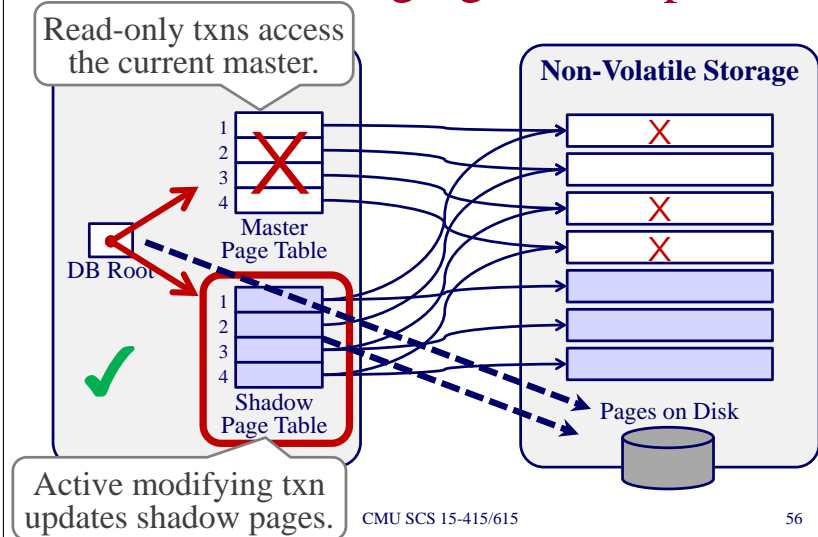 Read-only txns access
the current master.
Non-Volatile Storage
1
2
3
4
X
Master
Page Table
DB Root
1
2
3
4
Shadow
Page Table
X
X
X
Pages on Disk
Active modifying txn
updates shadow pages.
CMU SCS 15-415/615
56